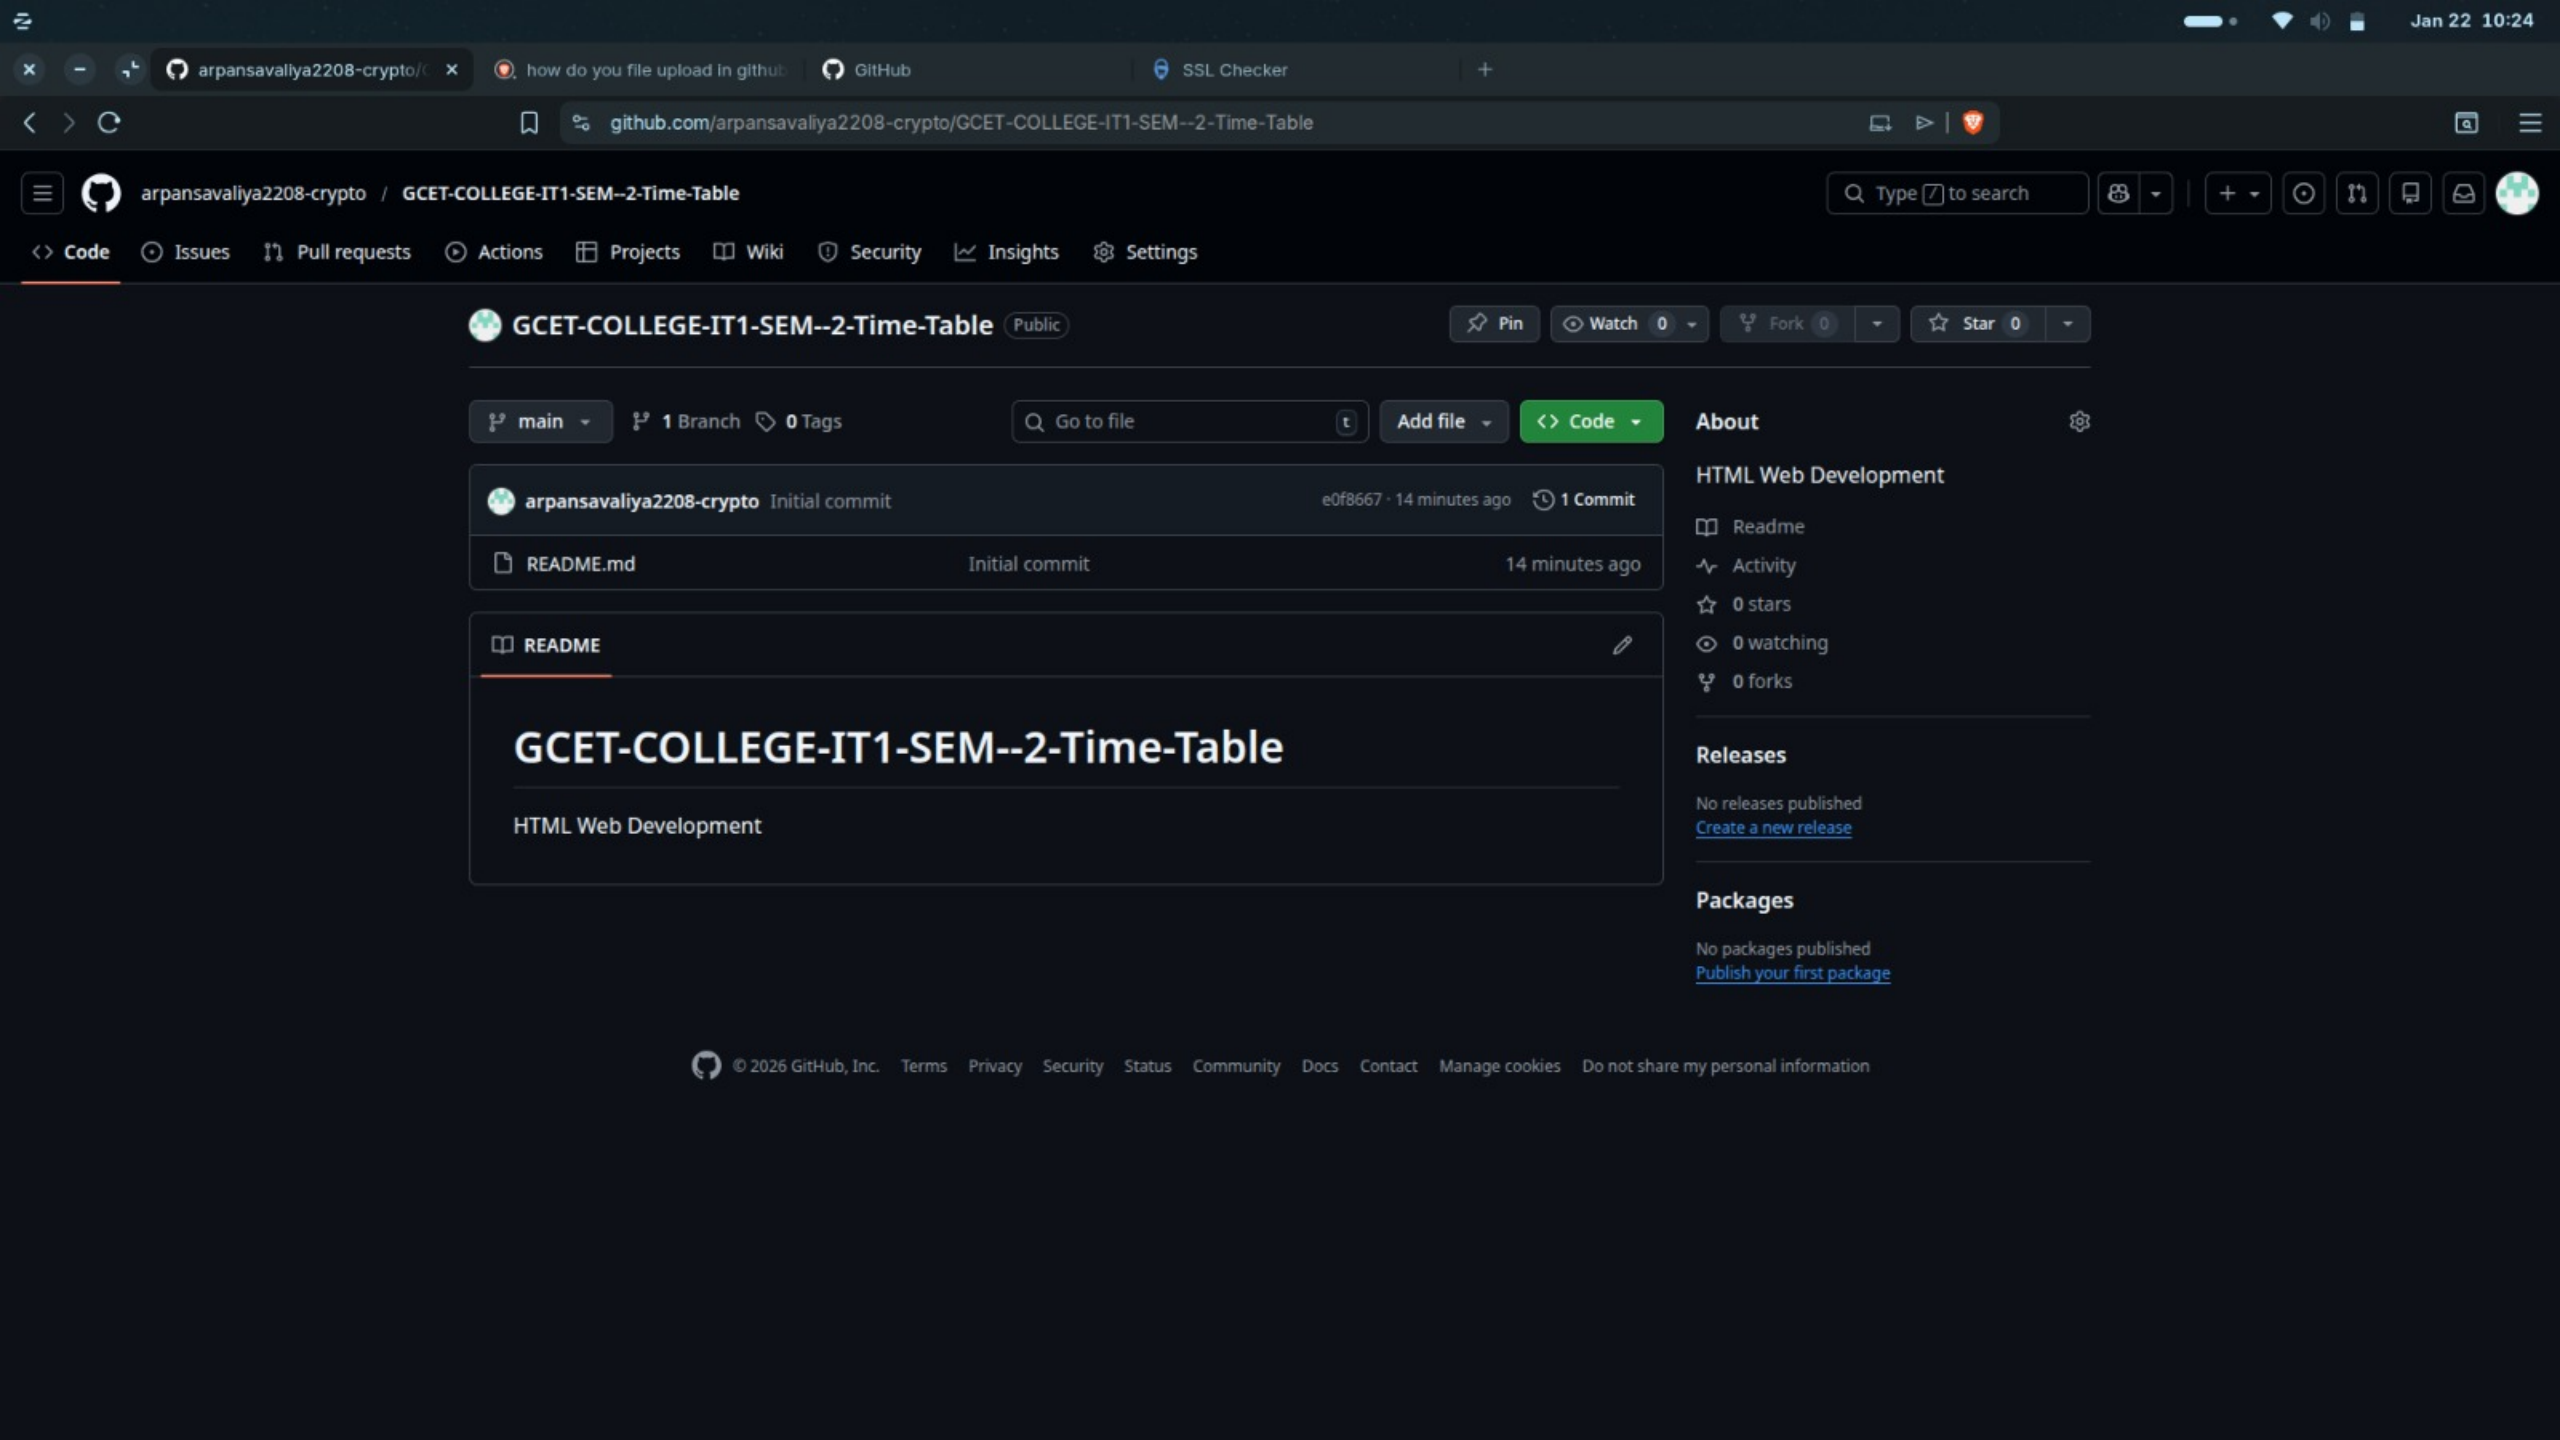 Jan 22 10:24
arpansavaliya2208-crypto/
how do you file upload in github
GitHub
SSL Checker
github.com/arpansavaliya2208-crypto/GCET-COLLEGE-IT1-SEM--2-Time-Table
arpansavaliya2208-crypto / GCET-COLLEGE-IT1-SEM--2-Time-Table
Type / to search
Code Issues Pull requests Actions Projects Wiki Security Insights Settings
GCET-COLLEGE-IT1-SEM--2-Time-Table Public
Pin Watch 0 Fork 0 Star 0
main 1 Branch 0 Tags Go to file t Add file <> Code
arpansavaliya2208-crypto Initial commit e0f8667 · 14 minutes ago 1 Commit
README.md Initial commit 14 minutes ago
README
GCET-COLLEGE-IT1-SEM--2-Time-Table
HTML Web Development
About
HTML Web Development
Readme
Activity
0 stars
0 watching
0 forks
Releases
No releases published
Create a new release
Packages
No packages published
Publish your first package
© 2026 GitHub, Inc. Terms Privacy Security Status Community Docs Contact Manage cookies Do not share my personal information